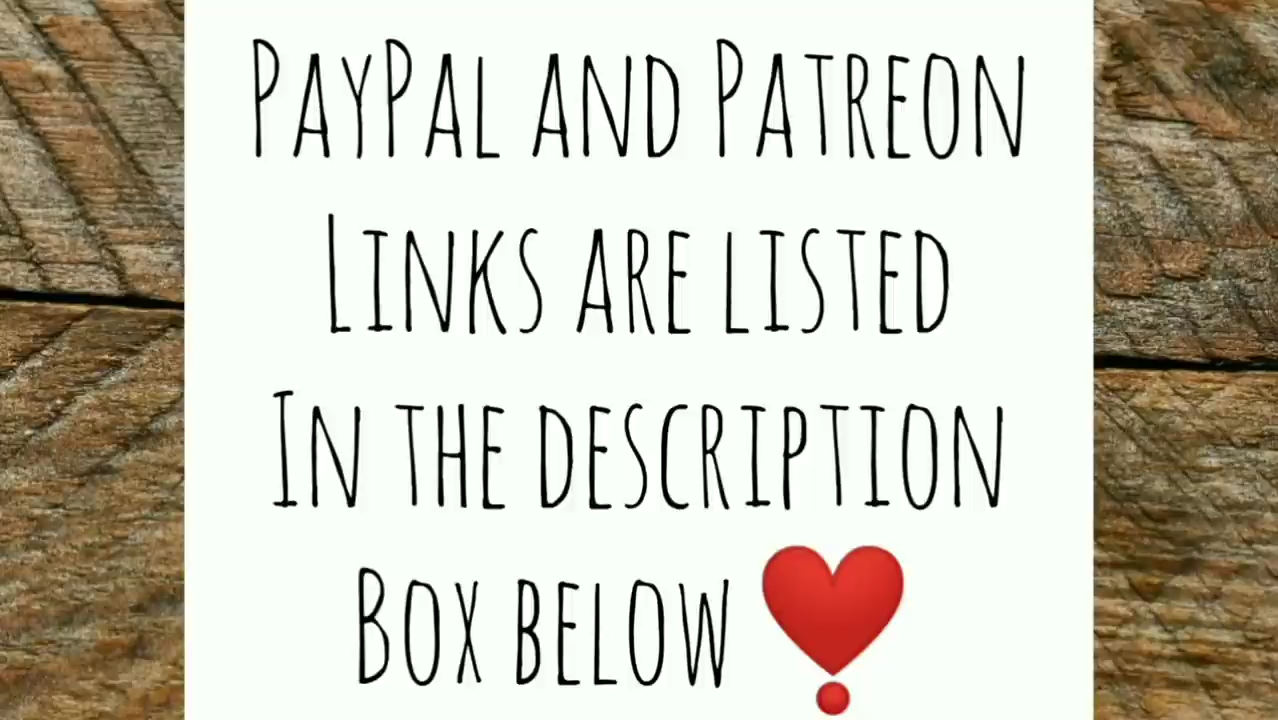 PayPal and Patreon
Links are listed
In the description
Box below ❣